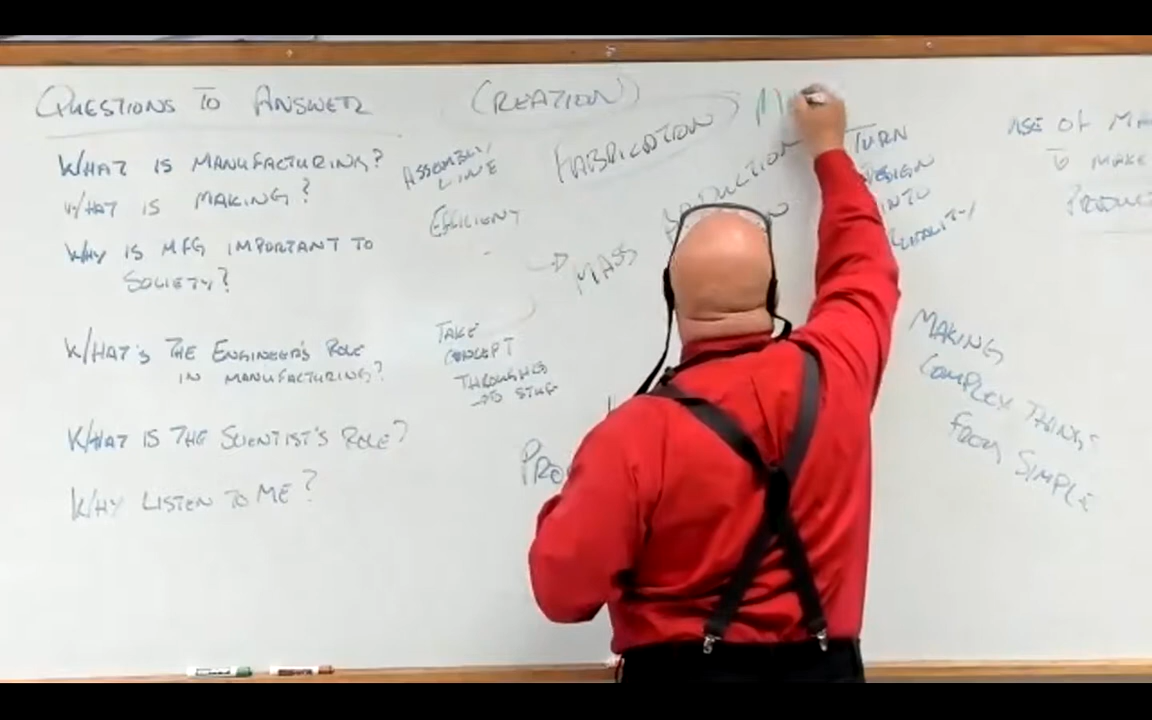 QUESTIONS TO ANSWER
WHAT IS MANUFACTURING?
WHAT IS MAKING?
WHY IS MFG IMPORTANT TO
SOCIETY?
WHAT'S THE ENGINEER'S ROLE
IN MANUFACTURING?
WHAT IS THE SCIENTIST'S ROLE?
WHY LISTEN TO ME?
(REATION)
FABRICATION
ASSEMBLY
LINE
EFFICIENT
MASS
TAKE
CONCEPT
THROUGH
TO STUFF
TURN
DESIGN
INTO
USE OF
TO MAKE
MAKING
COMPLEX THINGS
FROM SIMPLE